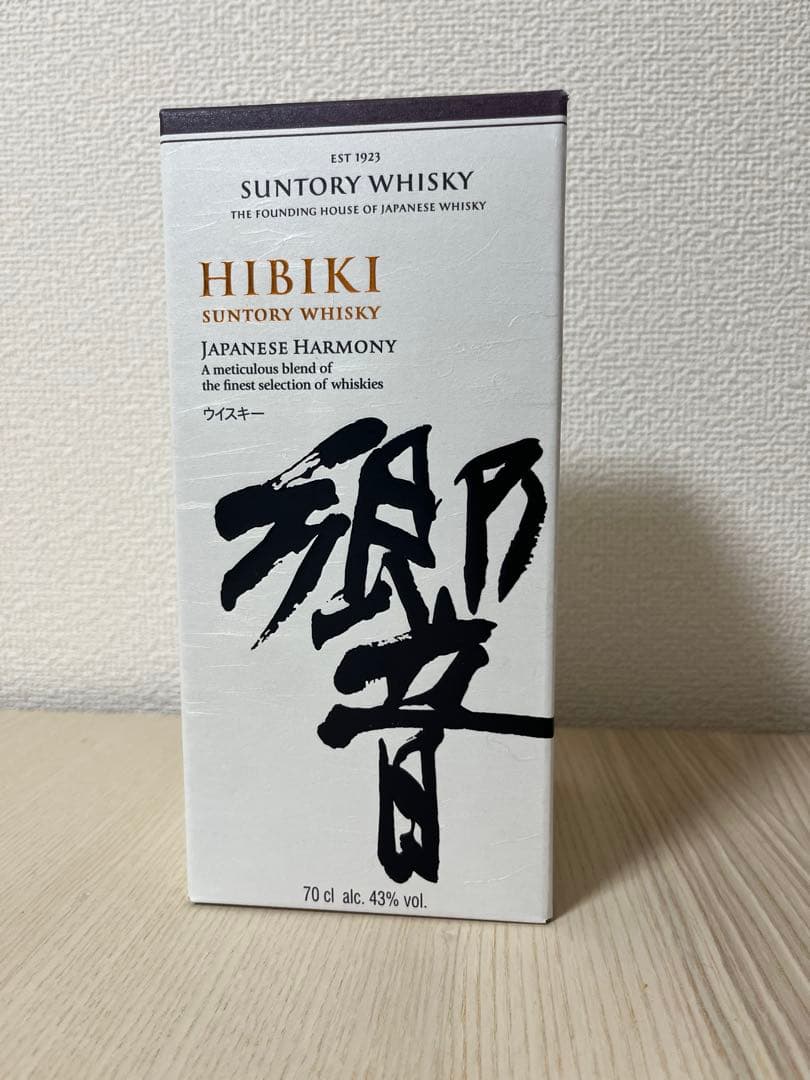 EST 1923
SUNTORY WHISKY
THE FOUNDING HOUSE OF JAPANESE WHISKY
HIBIKI
SUNTORY WHISKY
JAPANESE HARMONY
A meticulous blend of
the finest selection of whiskies
ウイスキー
響
70 cl alc. 43% vol.